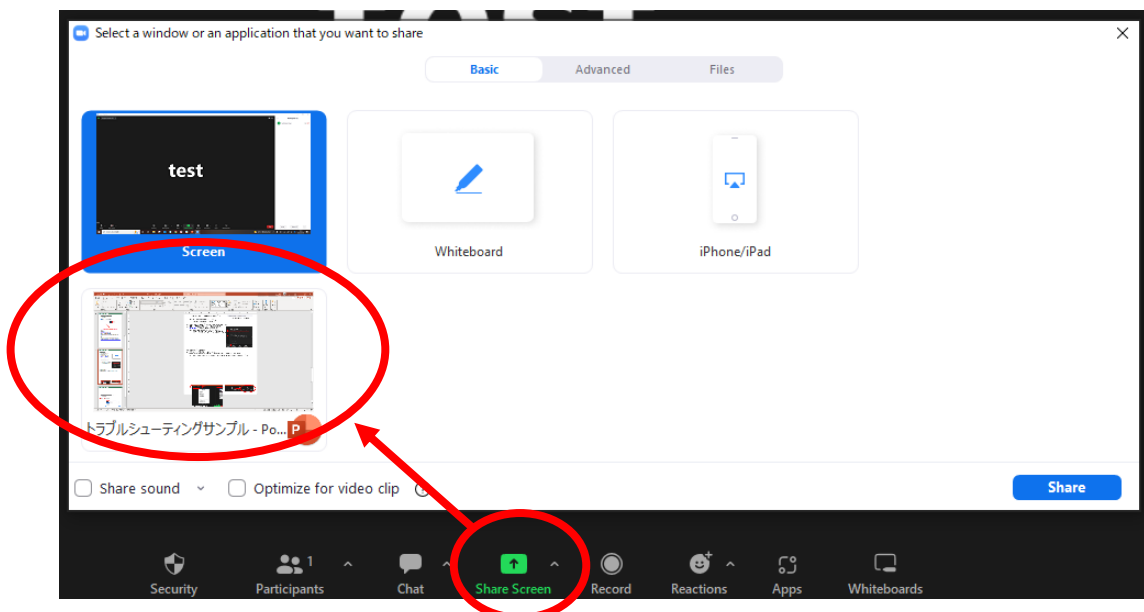 Select a window or an application that you want to share
Basic Advanced Files
test
Screen Whiteboard iPhone/iPad
トラブルシューティングサンプル - Po... P
Share sound Optimize for video clip
Share
1
Security Participants Chat Share Screen Record Reactions Apps Whiteboards